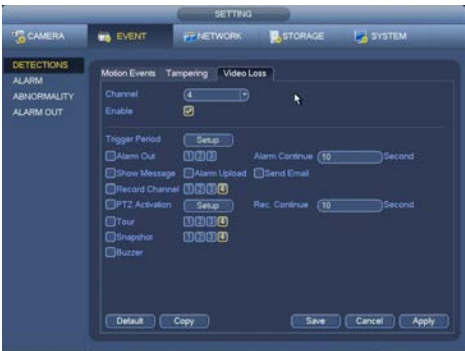 SETTING
CAMERA EVENT NETWORK STORAGE SYSTEM
DETECTIONS
ALARM
ABNORMALITY
ALARM OUT
Motion Events Tampering Video Loss
Channel 4
Enable
Trigger Period Setup
Alarm Out 1 2 3 Alarm Continue 10 Second
Show Message Alarm Upload Send Email
Record Channel 1 2 3 4
PTZ Activation Setup Rec. Continue 10 Second
Tour 1 2 3 4
Snapshot 1 2 3 4
Buzzer
Default Copy Save Cancel Apply